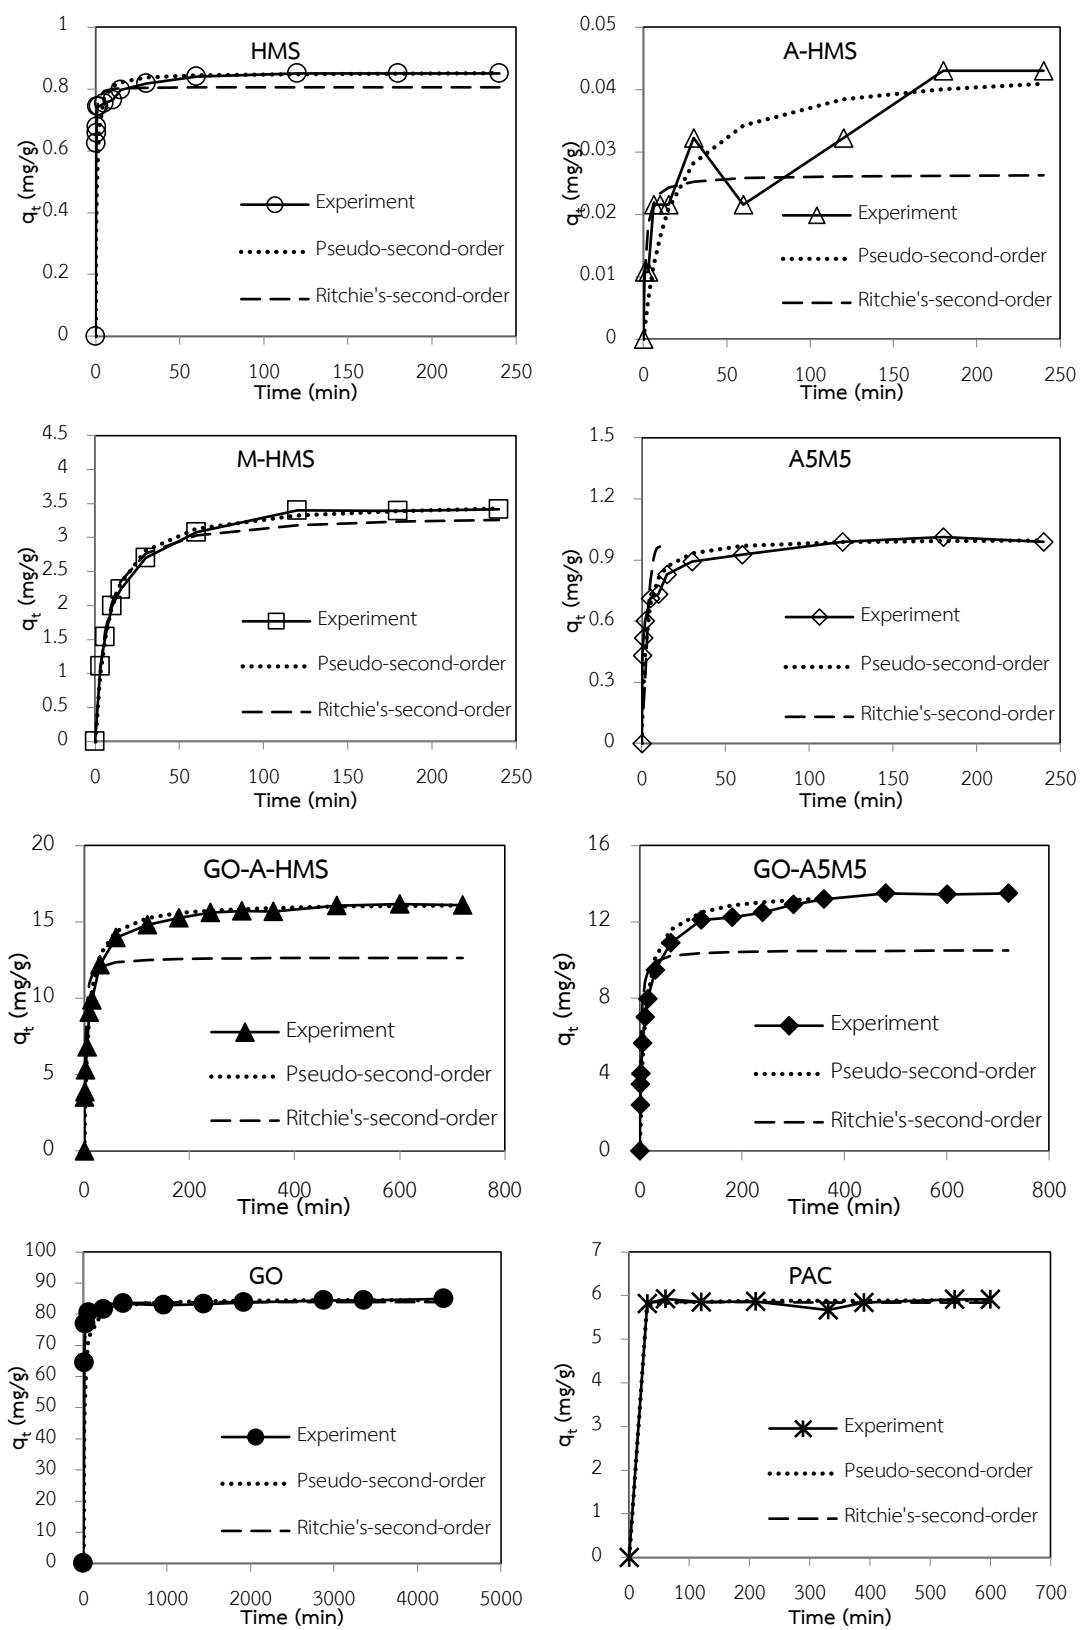 HMS
1
0.8
0.6
0.4
0.2
0
qt (mg/g)
Experiment
Pseudo-second-order
Ritchie's-second-order
0 50 100 150 200 250
Time (min)
A-HMS
0.05
0.04
0.03
0.02
0.01
0
qt (mg/g)
Experiment
Pseudo-second-order
Ritchie's-second-order
0 50 100 150 200 250
Time (min)
M-HMS
4.5
4
3.5
3
2.5
2
1.5
1
0.5
0
qt (mg/g)
Experiment
Pseudo-second-order
Ritchie's-second-order
0 50 100 150 200 250
Time (min)
A5M5
1.5
1.2
0.9
0.6
0.3
0
qt (mg/g)
Experiment
Pseudo-second-order
Ritchie's-second-order
0 50 100 150 200 250
Time (min)
GO-A-HMS
20
15
10
5
0
qt (mg/g)
Experiment
Pseudo-second-order
Ritchie's-second-order
0 200 400 600 800
Time (min)
GO-A5M5
16
12
8
4
0
qt (mg/g)
Experiment
Pseudo-second-order
Ritchie's-second-order
0 200 400 600 800
Time (min)
GO
100
90
80
70
60
50
40
30
20
10
0
qt (mg/g)
Experiment
Pseudo-second-order
Ritchie's-second-order
0 1000 2000 3000 4000 5000
Time (min)
PAC
7
6
5
4
3
2
1
0
qt (mg/g)
Experiment
Pseudo-second-order
Ritchie's-second-order
0 100 200 300 400 500 600 700
Time (min)